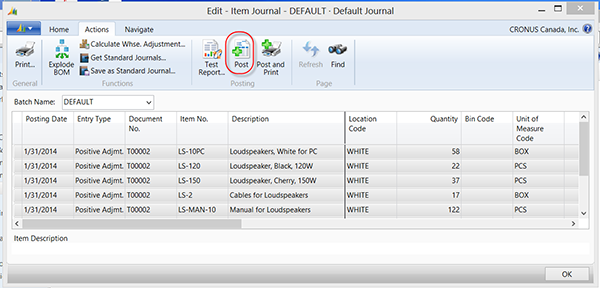 Edit - Item Journal - DEFAULT · Default Journal
Home Actions Navigate CRONUS Canada, Inc.
Print...
Explode BOM
Calculate Whse. Adjustment...
Get Standard Journals...
Save as Standard Journal...
Test Report...
Post
Post and Print
Refresh
Find
General Functions Posting Page
Batch Name: DEFAULT
Posting Date Entry Type Document No. Item No. Description Location Code Quantity Bin Code Unit of Measure Code
1/31/2014 Positive Adjmt. T00002 LS-10PC Loudspeakers, White for PC WHITE 58 BOX
1/31/2014 Positive Adjmt. T00002 LS-120 Loudspeaker, Black, 120W WHITE 22 PCS
1/31/2014 Positive Adjmt. T00002 LS-150 Loudspeaker, Cherry, 150W WHITE 37 PCS
1/31/2014 Positive Adjmt. T00002 LS-2 Cables for Loudspeakers WHITE 17 BOX
1/31/2014 Positive Adjmt. T00002 LS-MAN-10 Manual for Loudspeakers WHITE 122 PCS
Item Description
OK